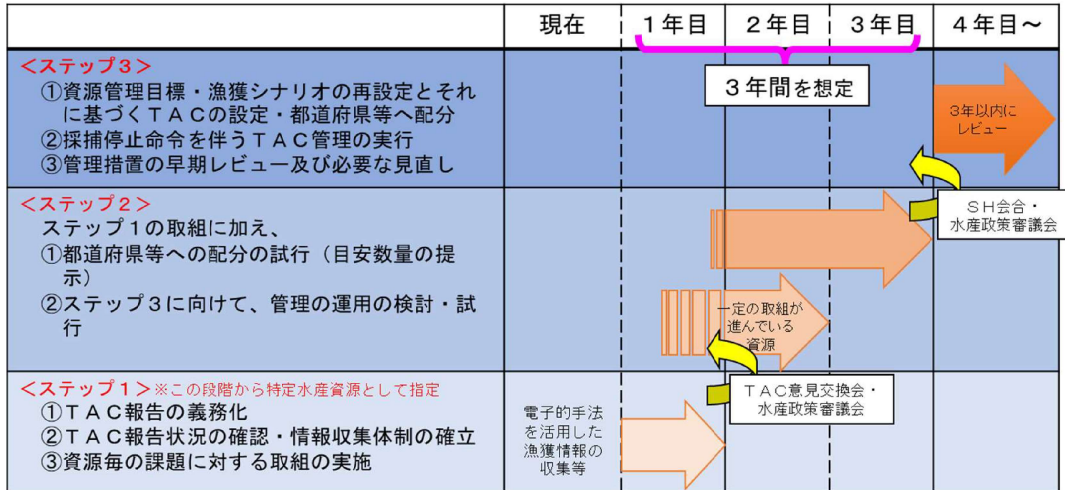 現在
1年目
2年目
3年目
4年目~
3年間を想定
<ステップ3>
①資源管理目標・漁獲シナリオの再設定とそれ
に基づくTACの設定・都道府県等へ配分
②採捕停止命令を伴うTAC管理の実行
③管理措置の早期レビュー及び必要な見直し
3年以内に
レビュー
<ステップ2>
ステップ1の取組に加え、
①都道府県等への配分の試行(目安数量の提
示)
②ステップ3に向けて、管理の運用の検討・試
行
SH会合・
水産政策審議会
一定の取組が
進んでいる
資源
<ステップ1>※この段階から特定水産資源として指定
①TAC報告の義務化
②TAC報告状況の確認・情報収集体制の確立
③資源毎の課題に対する取組の実施
電子的手法
を活用した
漁獲情報の
収集等
TAC意見交換会・
水産政策審議会